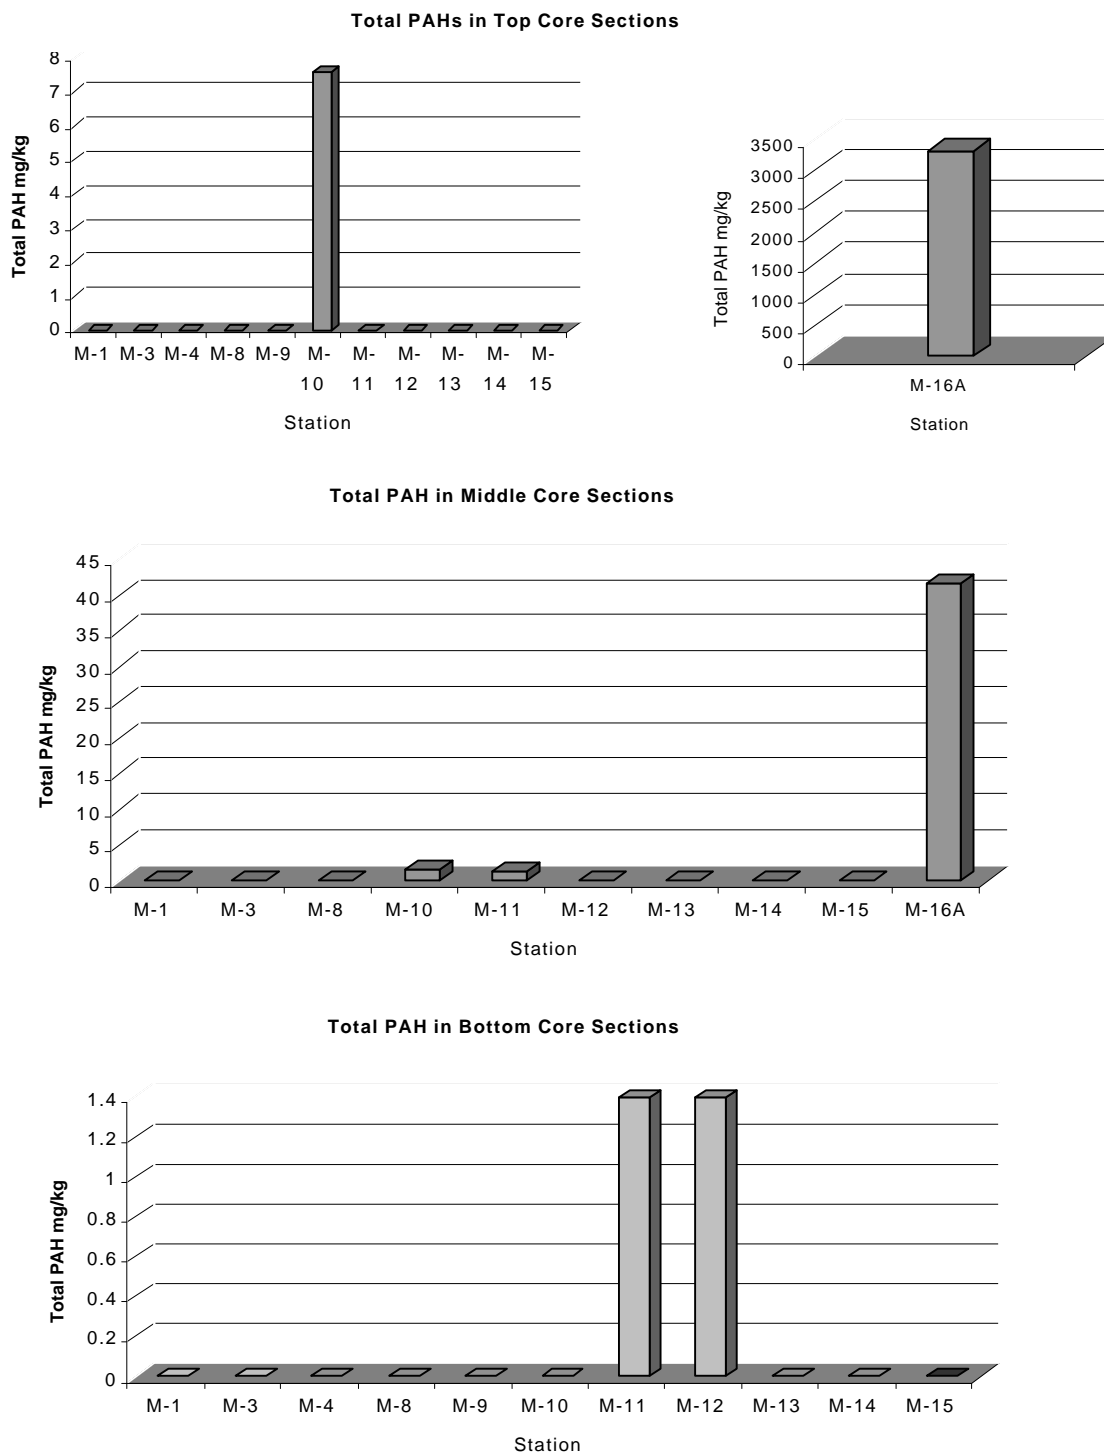 Total PAHs in Top Core Sections
Total PAH mg/kg
8
7
6
5
4
3
2
1
0
M-1 M-3 M-4 M-8 M-9 M- M- M- M- M- M-
10 11 12 13 14 15
Station
Total PAH mg/kg
3500
3000
2500
2000
1500
1000
500
0
M-16A
Station
Total PAH in Middle Core Sections
Total PAH mg/kg
45
40
35
30
25
20
15
10
5
0
M-1 M-3 M-8 M-10 M-11 M-12 M-13 M-14 M-15 M-16A
Station
Total PAH in Bottom Core Sections
Total PAH mg/kg
1.4
1.2
1
0.8
0.6
0.4
0.2
0
M-1 M-3 M-4 M-8 M-9 M-10 M-11 M-12 M-13 M-14 M-15
Station